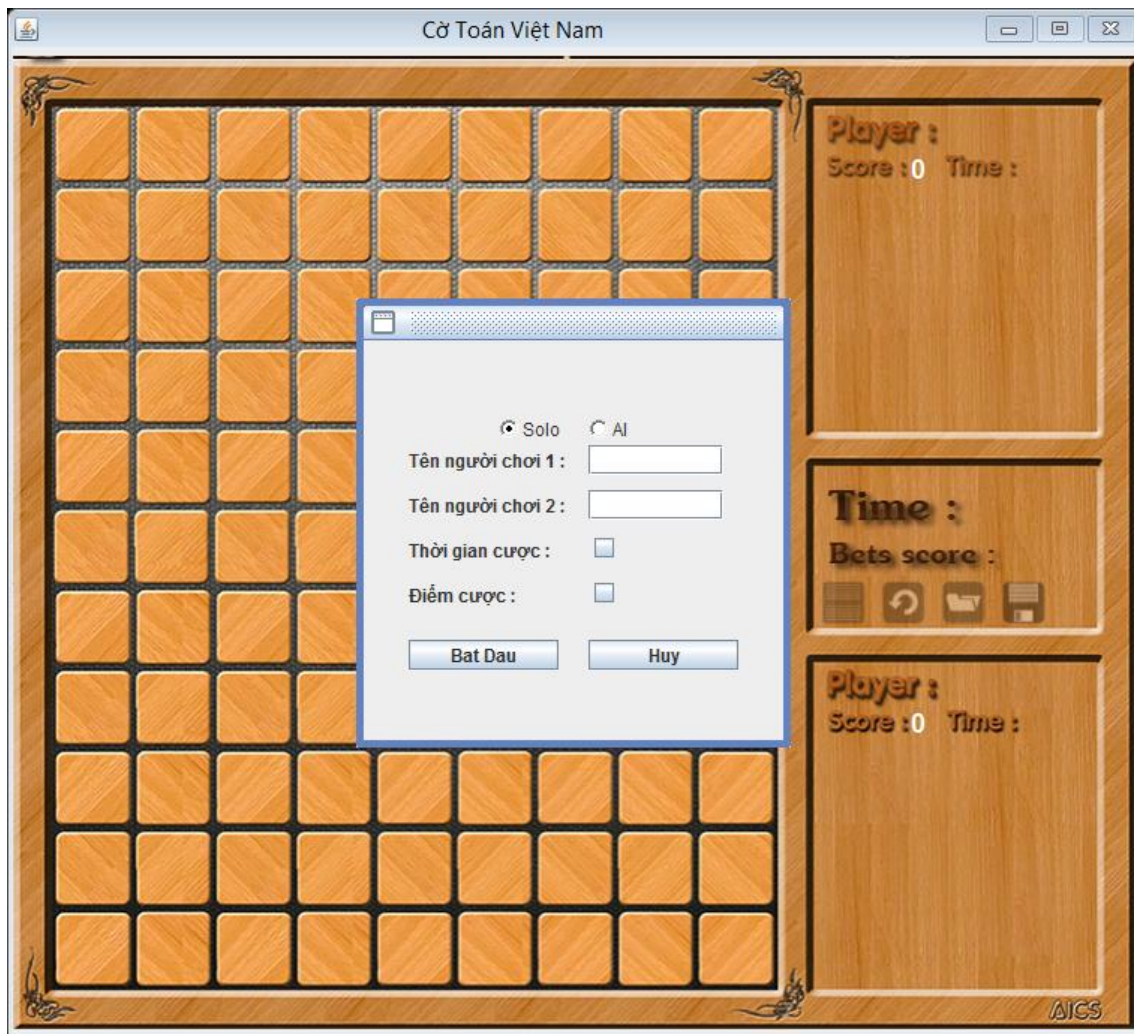 Cờ Toán Việt Nam
Player :
Score : 0 Time :
Solo AI
Tên người chơi 1 :
Tên người chơi 2 :
Thời gian cược :
Điểm cược :
Bat Dau Huy
Time :
Bets score :
Player :
Score : 0 Time :
AICS